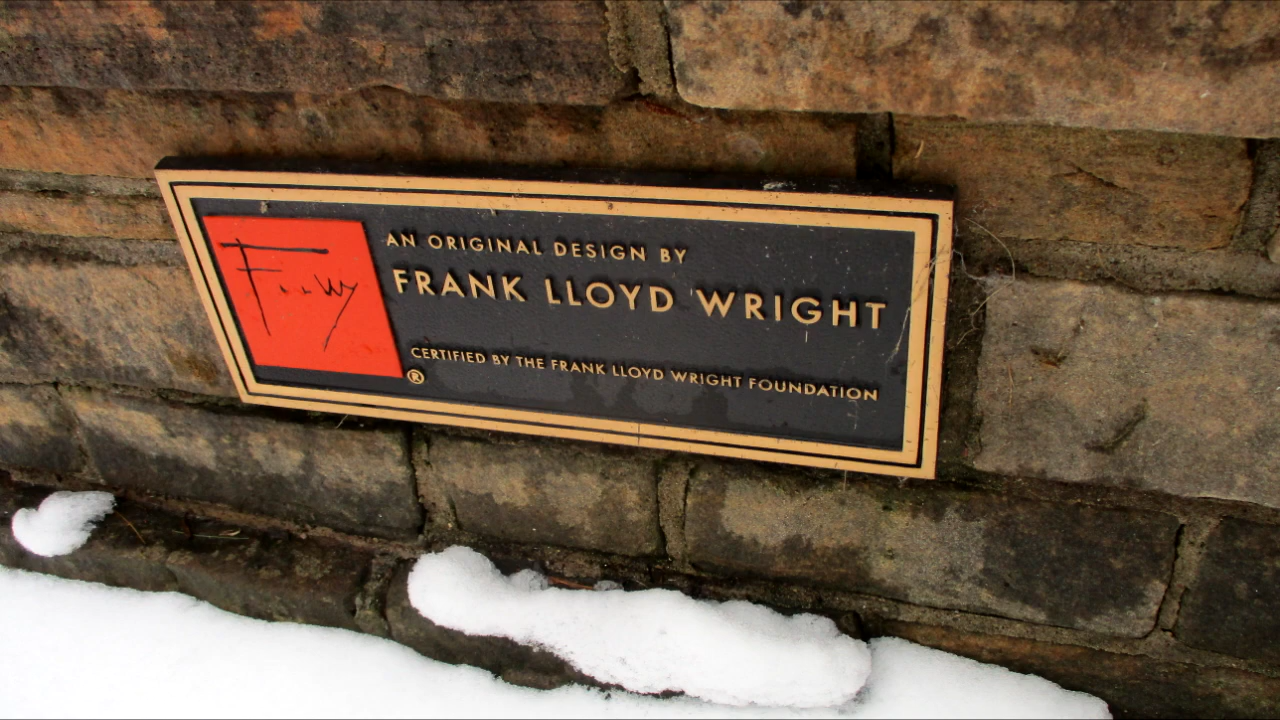 AN ORIGINAL DESIGN BY
FRANK LLOYD WRIGHT
CERTIFIED BY THE FRANK LLOYD WRIGHT FOUNDATION
®